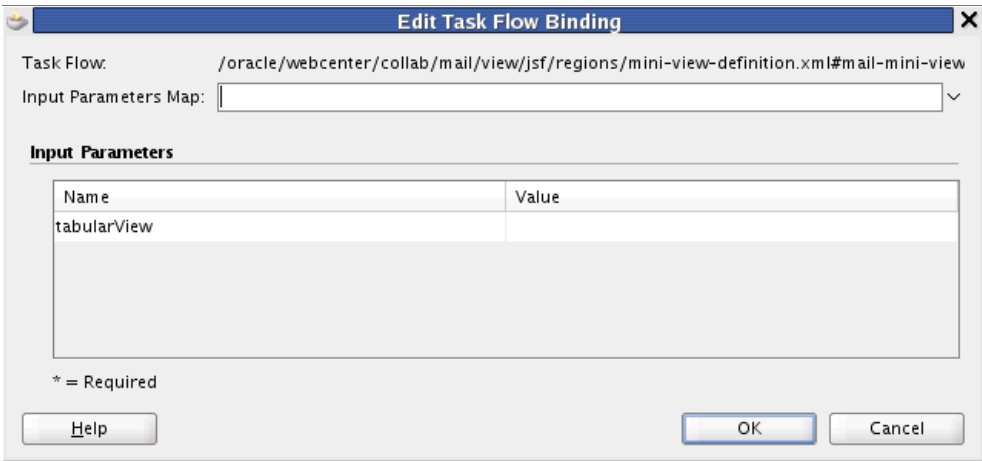 Edit Task Flow Binding
Task Flow: /oracle/webcenter/collab/mail/view/jsf/regions/mini-view-definition.xml#mail-mini-view
Input Parameters Map:
Input Parameters
Name Value
tabularView
* = Required
Help OK Cancel